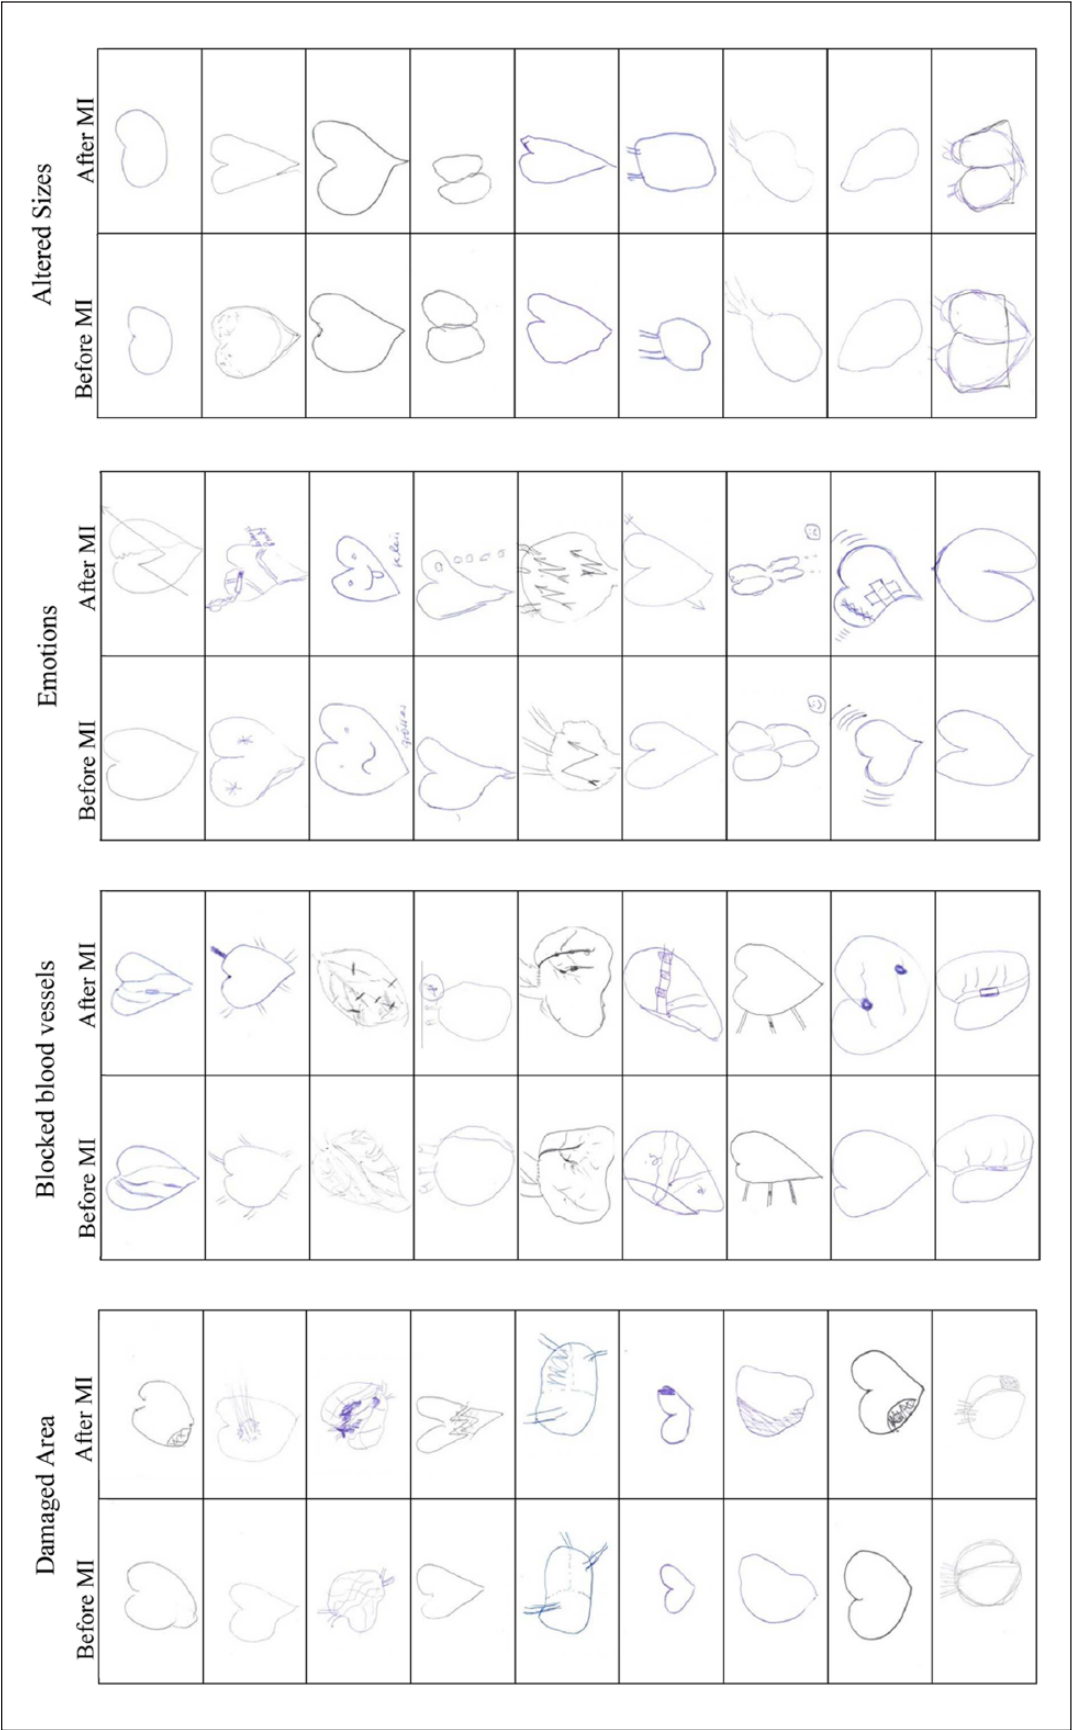 Damaged Area
Before MI
After MI
Blocked blood vessels
Before MI
After MI
Emotions
Before MI
After MI
Altered Sizes
Before MI
After MI